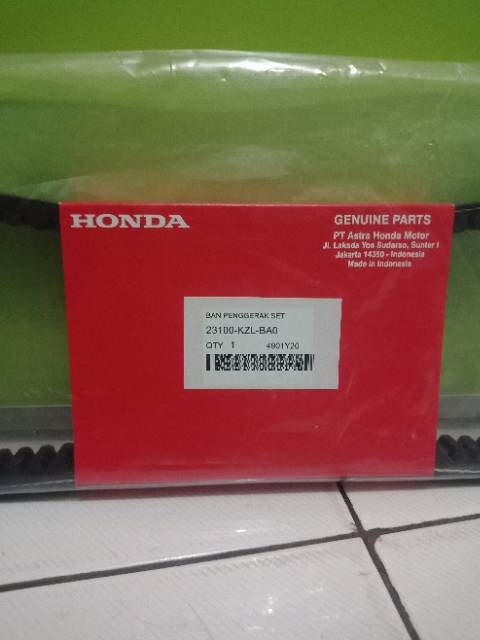 HONDA
GENUINE PARTS
PT Astra Honda Motor
Jl. Laksda Yos Sudarso, Sunter I
Jakarta 14350 - Indonesia
Made in Indonesia
BAN PENGGERAK SET
23100-KZL-BA0
QTY 1 4901Y20